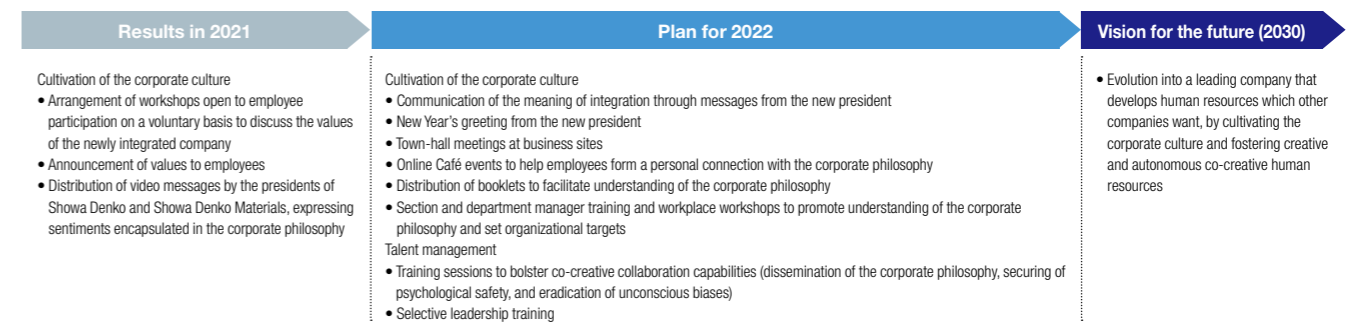 Results in 2021
Cultivation of the corporate culture
• Arrangement of workshops open to employee
participation on a voluntary basis to discuss the values
of the newly integrated company
• Announcement of values to employees
• Distribution of video messages by the presidents of
Showa Denko and Showa Denko Materials, expressing
sentiments encapsulated in the corporate philosophy
Plan for 2022
Cultivation of the corporate culture
• Communication of the meaning of integration through messages from the new president
• New Year's greeting from the new president
• Town-hall meetings at business sites
• Online Café events to help employees form a personal connection with the corporate philosophy
• Distribution of booklets to facilitate understanding of the corporate philosophy
• Section and department manager training and workplace workshops to promote understanding of the corporate
philosophy and set organizational targets
Talent management
• Training sessions to bolster co-creative collaboration capabilities (dissemination of the corporate philosophy, securing of
psychological safety, and eradication of unconscious biases)
• Selective leadership training
Vision for the future (2030)
• Evolution into a leading company that
develops human resources which other
companies want, by cultivating the
corporate culture and fostering creative
and autonomous co-creative human
resources